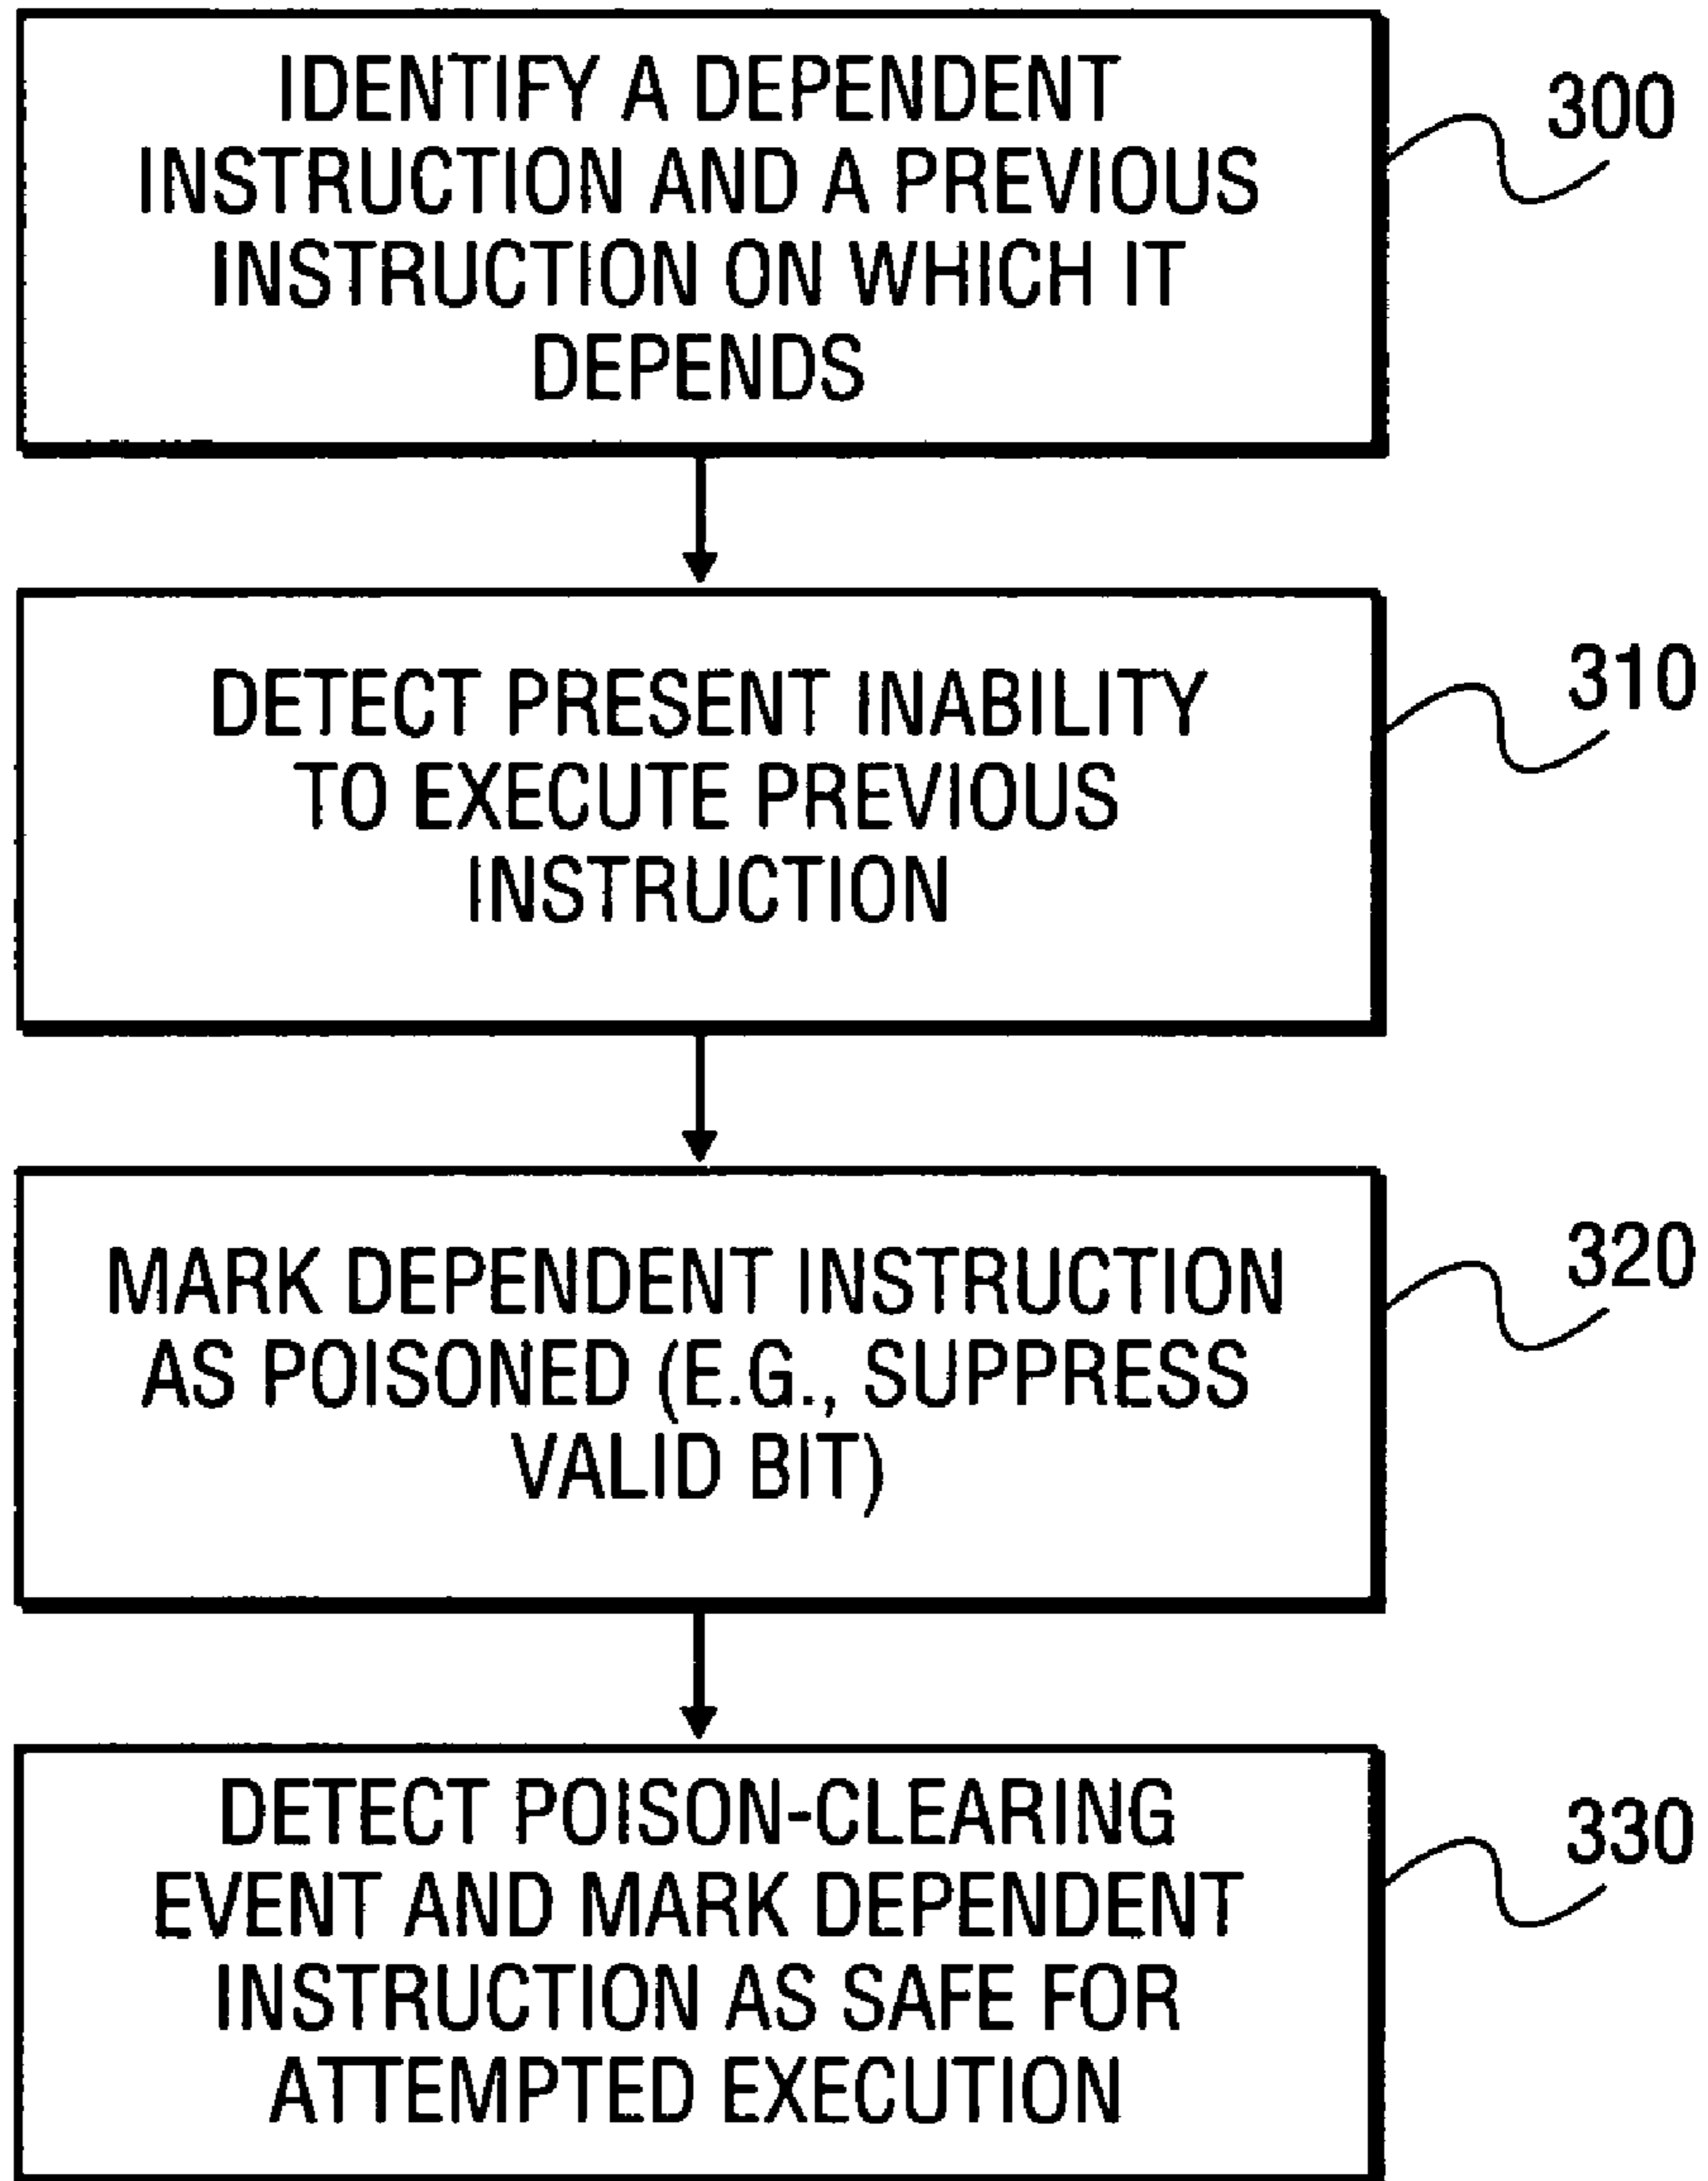 IDENTIFY A DEPENDENT
INSTRUCTION AND A PREVIOUS
INSTRUCTION ON WHICH IT
DEPENDS
300
DETECT PRESENT INABILITY
TO EXECUTE PREVIOUS
INSTRUCTION
310
MARK DEPENDENT INSTRUCTION
AS POISONED (E.G., SUPPRESS
VALID BIT)
320
DETECT POISON-CLEARING
EVENT AND MARK DEPENDENT
INSTRUCTION AS SAFE FOR
ATTEMPTED EXECUTION
330